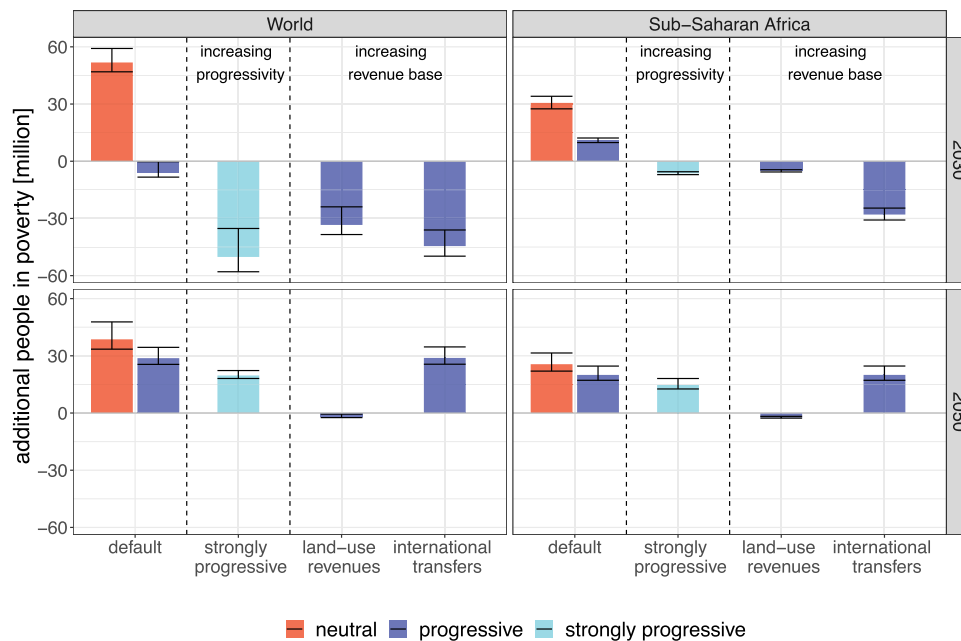 World
Sub−Saharan Africa
additional people in poverty [million]
60
30
0
−30
−60
increasing
progressivity
increasing
revenue base
increasing
progressivity
increasing
revenue base
2030
60
30
0
−30
−60
2050
default
strongly
progressive
land−use
revenues
international
transfers
default
strongly
progressive
land−use
revenues
international
transfers
neutral
progressive
strongly progressive